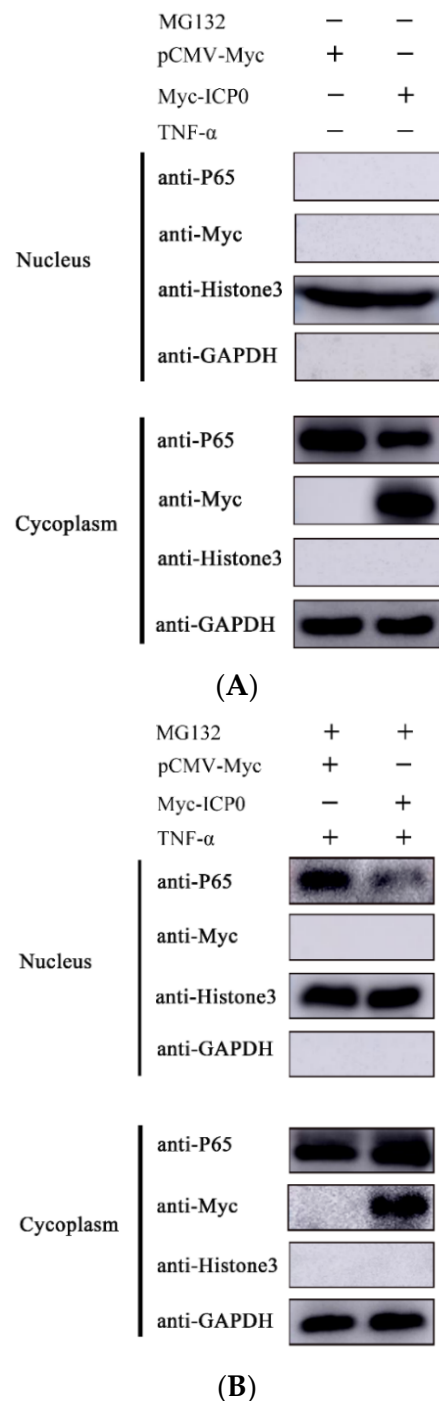 MG132 − −
pCMV-Myc + −
Myc-ICP0 − +
TNF-α − −
Nucleus
anti-P65
anti-Myc
anti-Histone3
anti-GAPDH
Cycoplasm
anti-P65
anti-Myc
anti-Histone3
anti-GAPDH
(A)
MG132 + +
pCMV-Myc + −
Myc-ICP0 − +
TNF-α + +
Nucleus
anti-P65
anti-Myc
anti-Histone3
anti-GAPDH
Cycoplasm
anti-P65
anti-Myc
anti-Histone3
anti-GAPDH
(B)